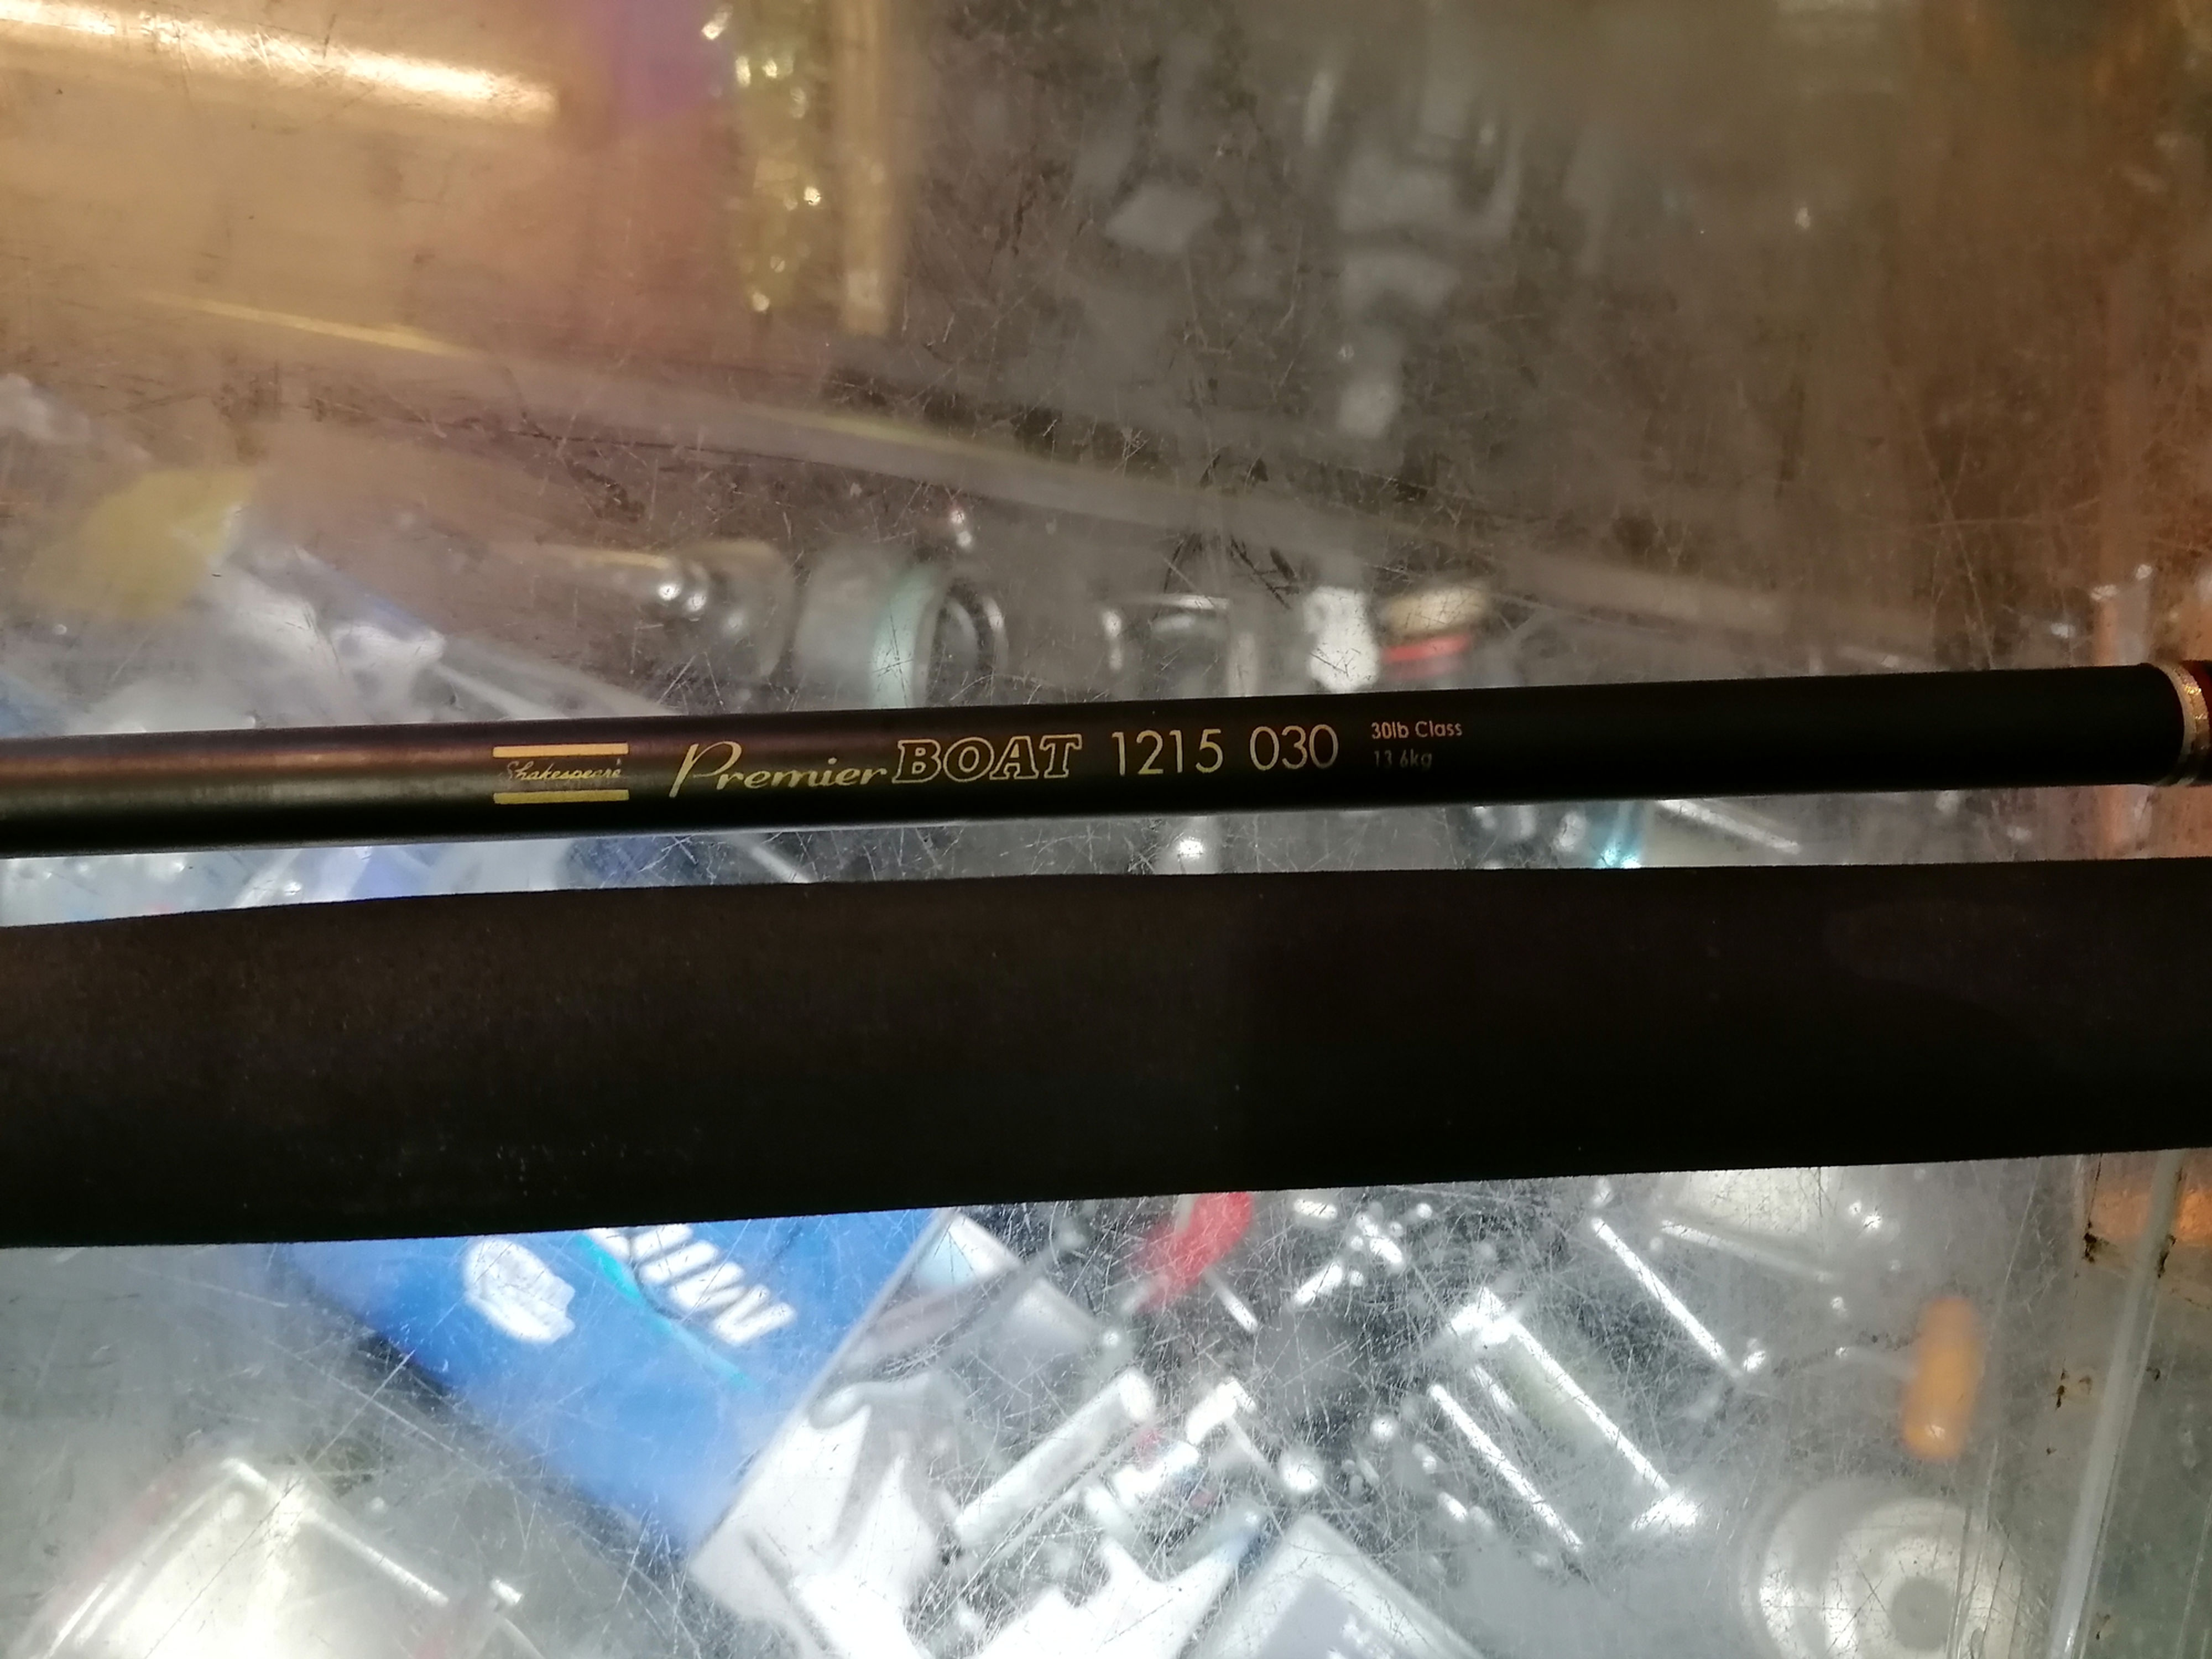 Shakespeare Premier BOAT 1215 030 30lb Class
13.6kg